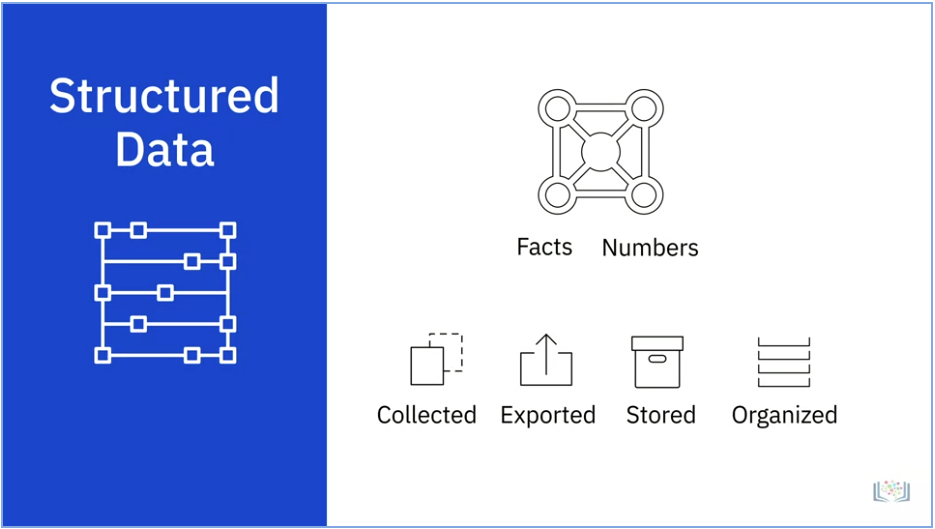 Structured
Data
Facts Numbers
Collected Exported Stored Organized